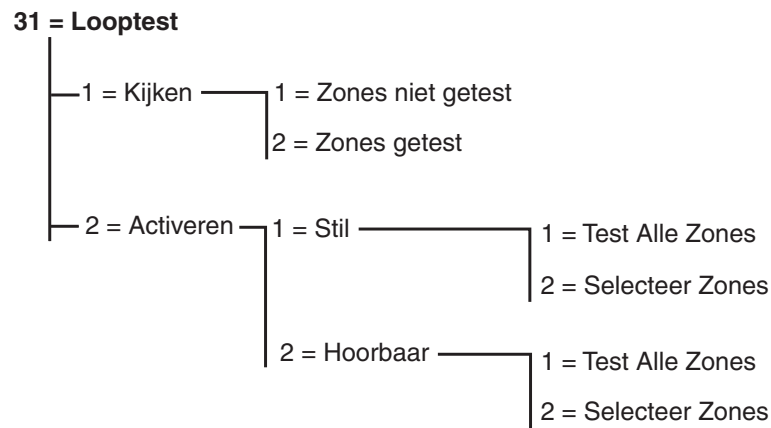 31 = Looptest
1 = Kijken
1 = Zones niet getest
2 = Zones getest
2 = Activeren
1 = Stil
1 = Test Alle Zones
2 = Selecteer Zones
2 = Hoorbaar
1 = Test Alle Zones
2 = Selecteer Zones